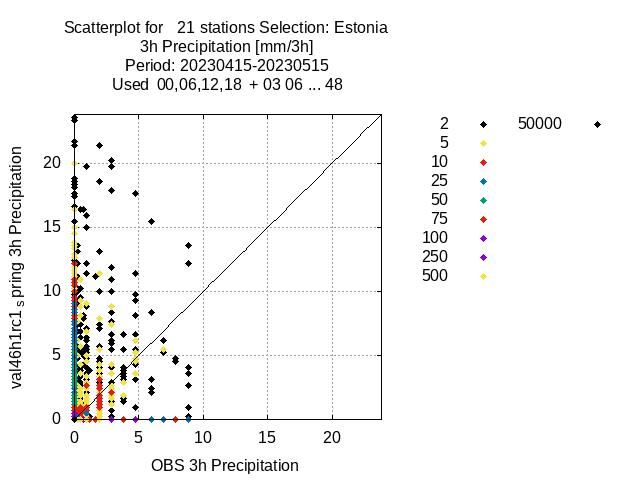 Scatterplot for 21 stations Selection: Estonia
3h Precipitation [mm/3h]
Period: 20230415-20230515
Used 00,06,12,18 + 03 06 ... 48
val46h1rc1 s pring 3h Precipitation
20
15
10
5
0
0 5 10 15 20
OBS 3h Precipitation
2 50000
5
10
25
50
75
100
250
500